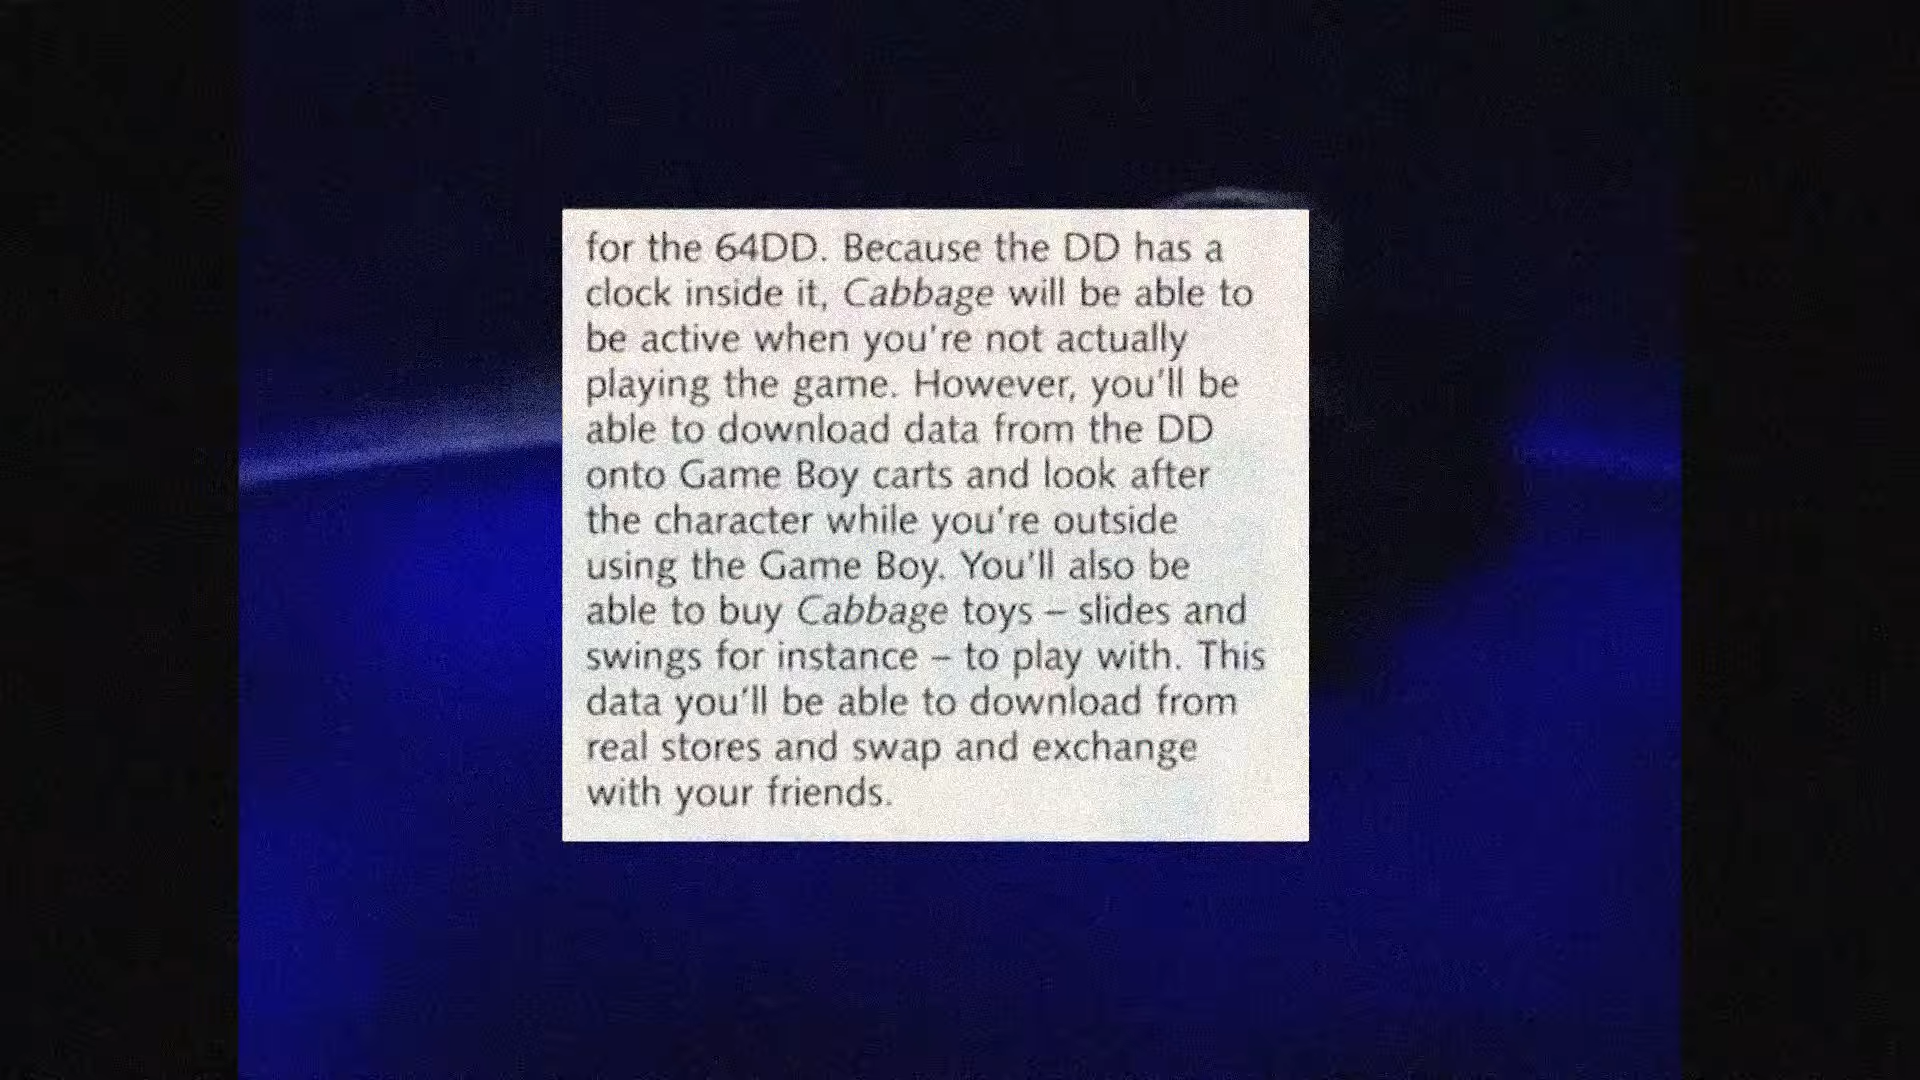 for the 64DD. Because the DD has a
clock inside it, Cabbage will be able to
be active when you're not actually
playing the game. However, you'll be
able to download data from the DD
onto Game Boy carts and look after
the character while you're outside
using the Game Boy. You'll also be
able to buy Cabbage toys – slides and
swings for instance – to play with. This
data you'll be able to download from
real stores and swap and exchange
with your friends.